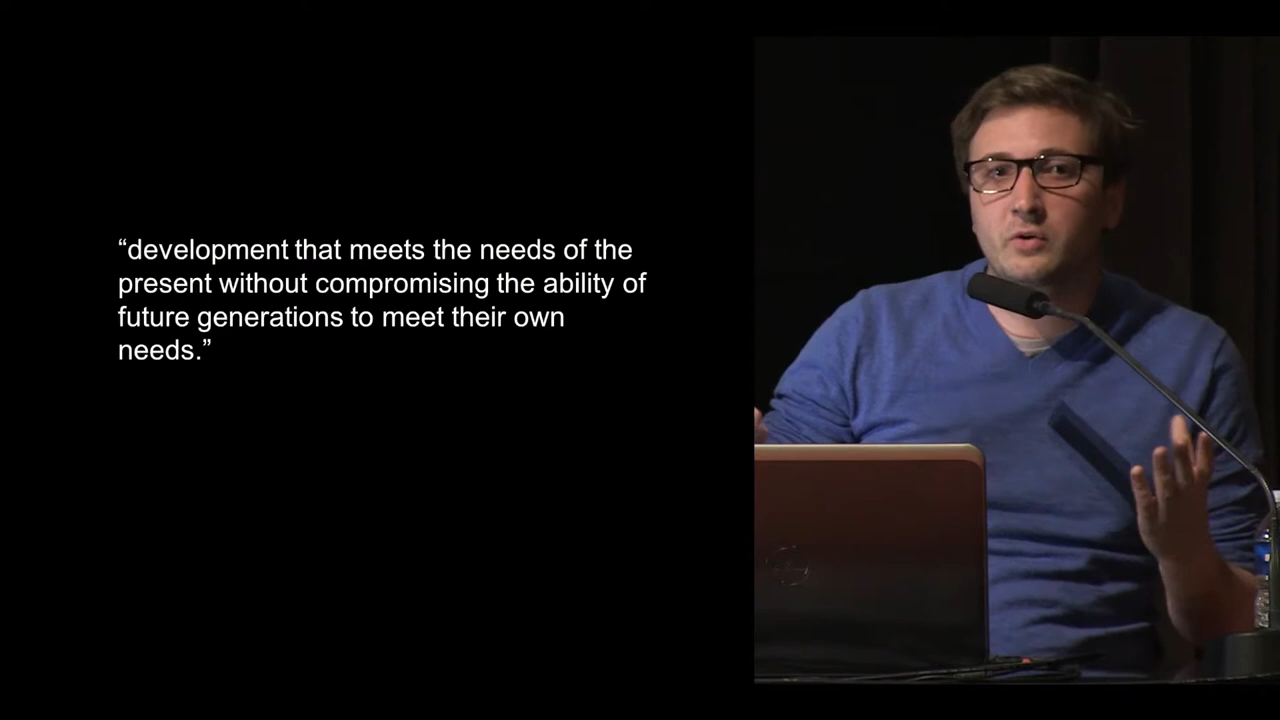 “development that meets the needs of the
present without compromising the ability of
future generations to meet their own
needs.”